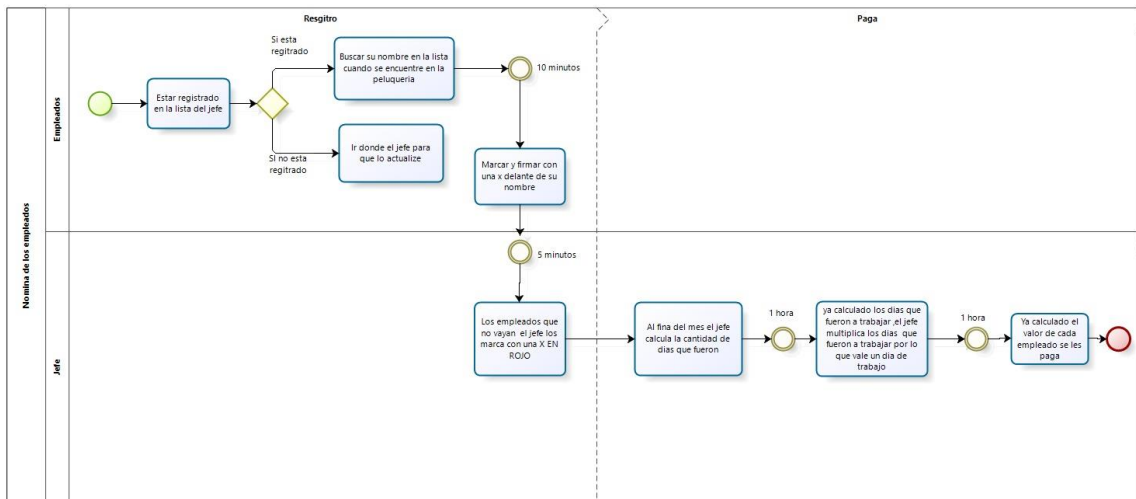 Resgitro
Paga
Nomina de los empleados
Empleados
Si esta
regitrado
Estar registrado
en la lista del jefe
Buscar su nombre en la lista
cuando se encuentre en la
peluqueria
10 minutos
SI no esta
regitrado
Ir donde el jefe para
que lo actualize
Marcar y firmar con
una x delante de su
nombre
Jefe
5 minutos
Los empleados que
no vayan el jefe los
marca con una X EN
ROJO
Al fina del mes el jefe
calcula la cantidad de
dias que fueron
1 hora
ya calculado los dias que
fueron a trabajar ,el jefe
multiplica los dias que
fueron a trabajar por lo
que vale un dia de
trabajo
1 hora
Ya calculado el
valor de cada
empleado se les
paga